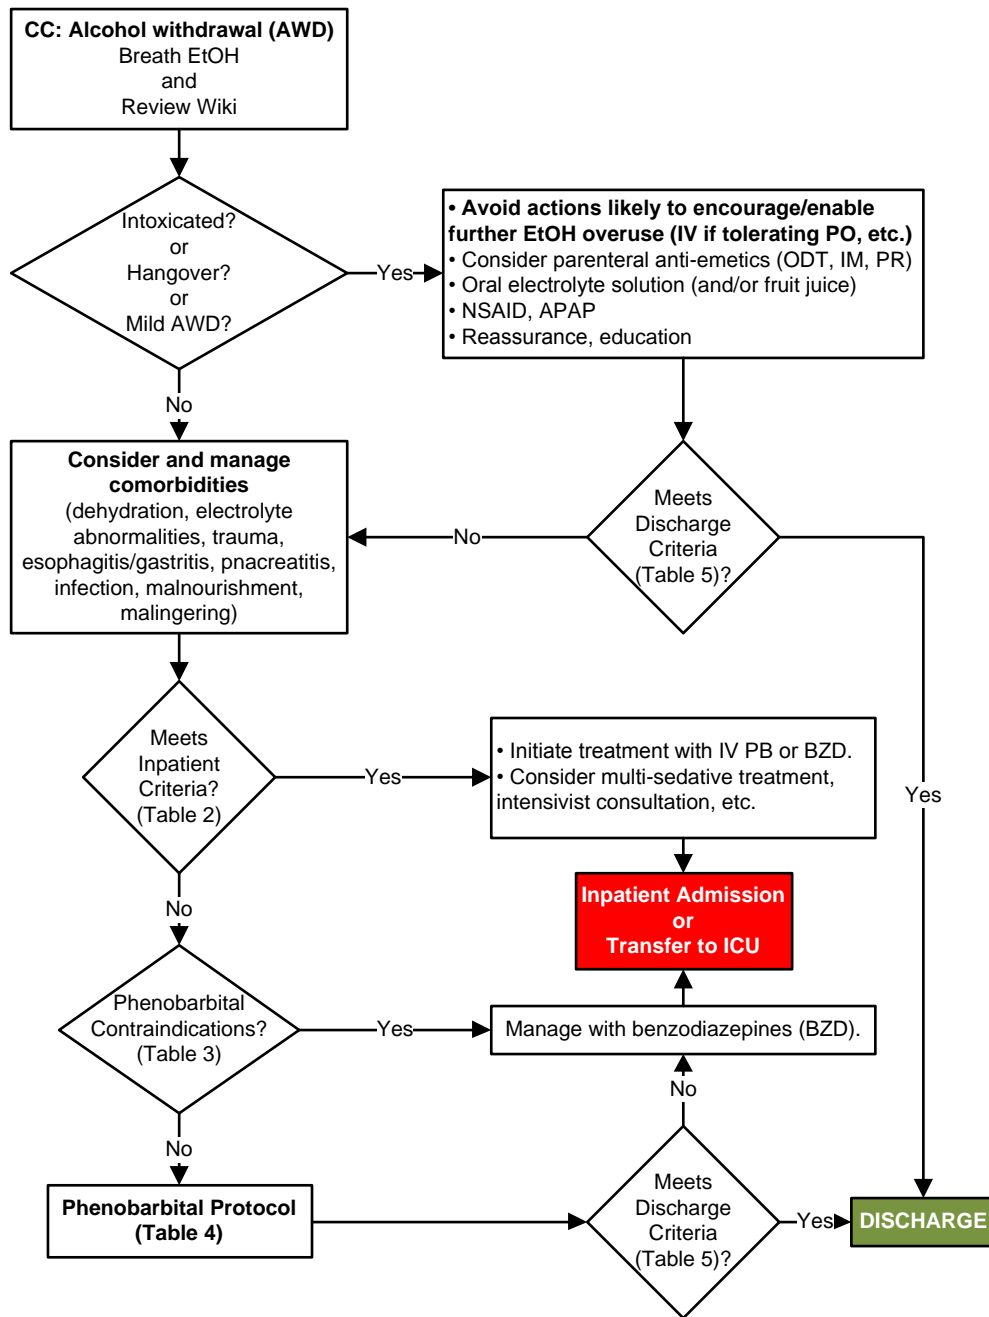 CC: Alcohol withdrawal (AWD)
Breath EtOH
and
Review Wiki
Intoxicated?
or
Hangover?
or
Mild AWD?
Yes
• Avoid actions likely to encourage/enable
further EtOH overuse (IV if tolerating PO, etc.)
• Consider parenteral anti-emetics (ODT, IM, PR)
• Oral electrolyte solution (and/or fruit juice)
• NSAID, APAP
• Reassurance, education
No
Consider and manage
comorbidities
(dehydration, electrolyte
abnormalities, trauma,
esophagitis/gastritis, pnacreatitis,
infection, malnourishment,
malingering)
No
Meets
Discharge
Criteria
(Table 5)?
Yes
Meets
Inpatient
Criteria?
(Table 2)
Yes
• Initiate treatment with IV PB or BZD.
• Consider multi-sedative treatment,
intensivist consultation, etc.
Inpatient Admission
or
Transfer to ICU
No
Phenobarbital
Contraindications?
(Table 3)
Yes
Manage with benzodiazepines (BZD).
No
No
Phenobarbital Protocol
(Table 4)
Meets
Discharge
Criteria
(Table 5)?
Yes
DISCHARGE